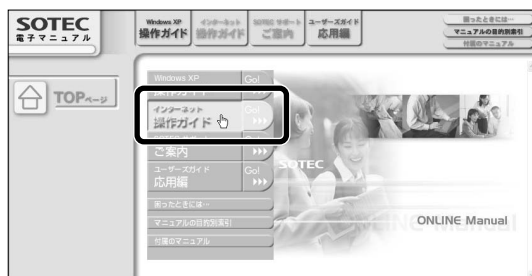 SOTEC
電子マニュアル
Windows XP
操作ガイド
インターネット
操作ガイド
SOTEC サポート
ご案内
ユーザーズガイド
応用編
困ったときには…
マニュアルの目的別索引
付属のマニュアル
TOPページ
Windows XP
Go!
操作ガイド
インターネット
Go!
操作ガイド
ご案内
ユーザーズガイド
Go!
応用編
困ったときには…
マニュアルの目的別索引
付属のマニュアル
SOTEC
ONLINE Manual